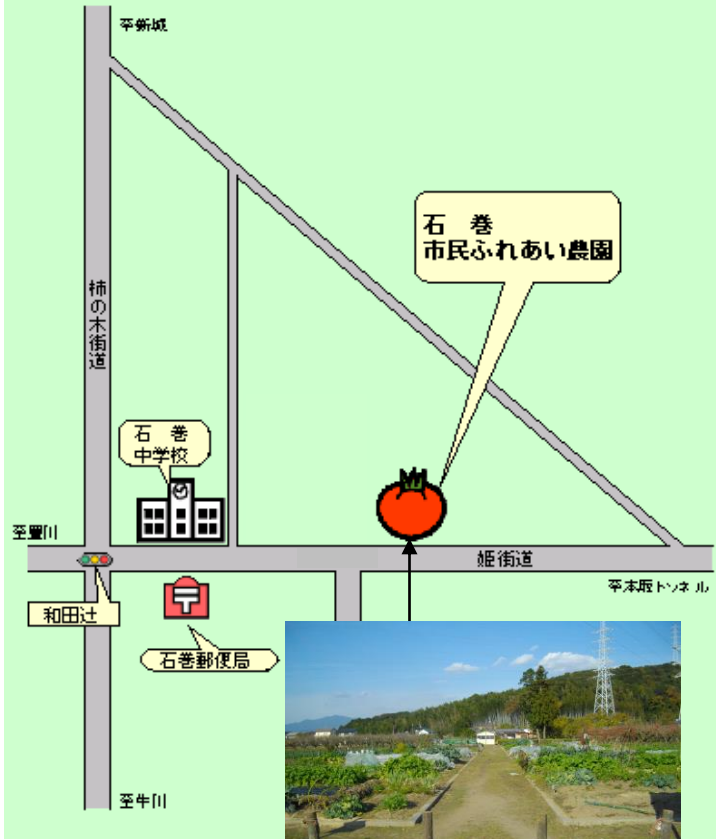 至新城
石　巻
市民ふれあい農園
柿の木街道
石　巻
中学校
至豊川
姫街道
至本坂トンネル
和田辻
石巻郵便局
至牛川